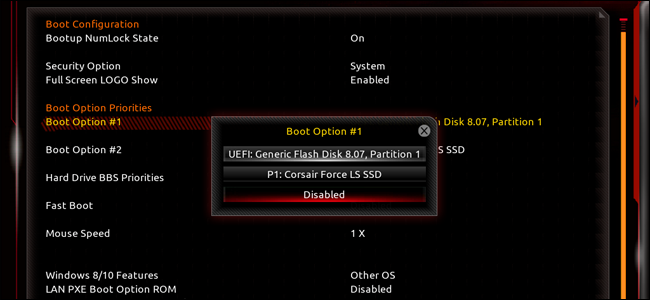 Boot Configuration
Bootup NumLock State On
Security Option System
Full Screen LOGO Show Enabled
Boot Option Priorities
Boot Option #1 Disk 8.07, Partition 1
Boot Option #1
Boot Option #2 SSD
UEFI: Generic Flash Disk 8.07, Partition 1
P1: Corsair Force LS SSD
Disabled
Hard Drive BBS Priorities
Fast Boot
Mouse Speed 1 X
Windows 8/10 Features Other OS
LAN PXE Boot Option ROM Disabled